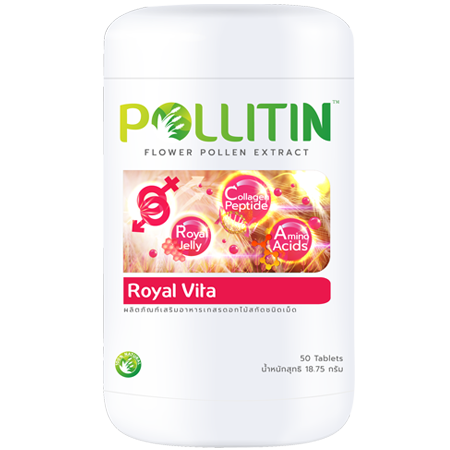 POLLITIN™
FLOWER POLLEN EXTRACT
Collagen
Peptide
Royal
Jelly
Amino
Acids
Royal Vita
ผลิตภัณฑ์เสริมอาหารเกสรดอกไม้สกัดชนิดเม็ด
50 Tablets
น้ำหนักสุทธิ 18.75 กรัม